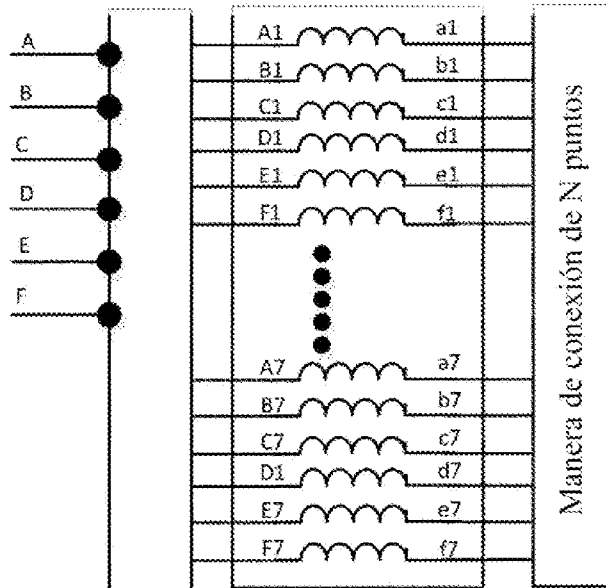 A
B
C
D
E
F
A1 a1
B1 b1
C1 c1
D1 d1
E1 e1
F1 f1
A7 a7
B7 b7
C7 c7
D1 d7
E7 e7
F7 f7
Manera de conexión de N puntos